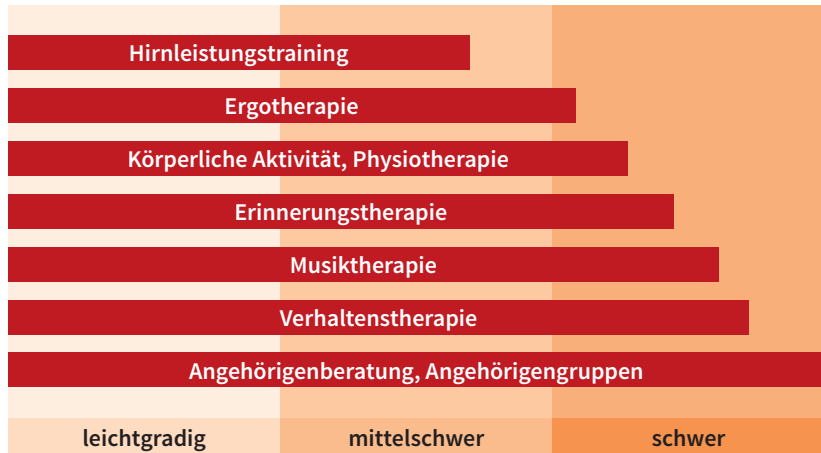 Hirnleistungstraining
Ergotherapie
Körperliche Aktivität, Physiotherapie
Erinnerungstherapie
Musiktherapie
Verhaltenstherapie
Angehörigenberatung, Angehörigengruppen
leichtgradig mittelschwer schwer